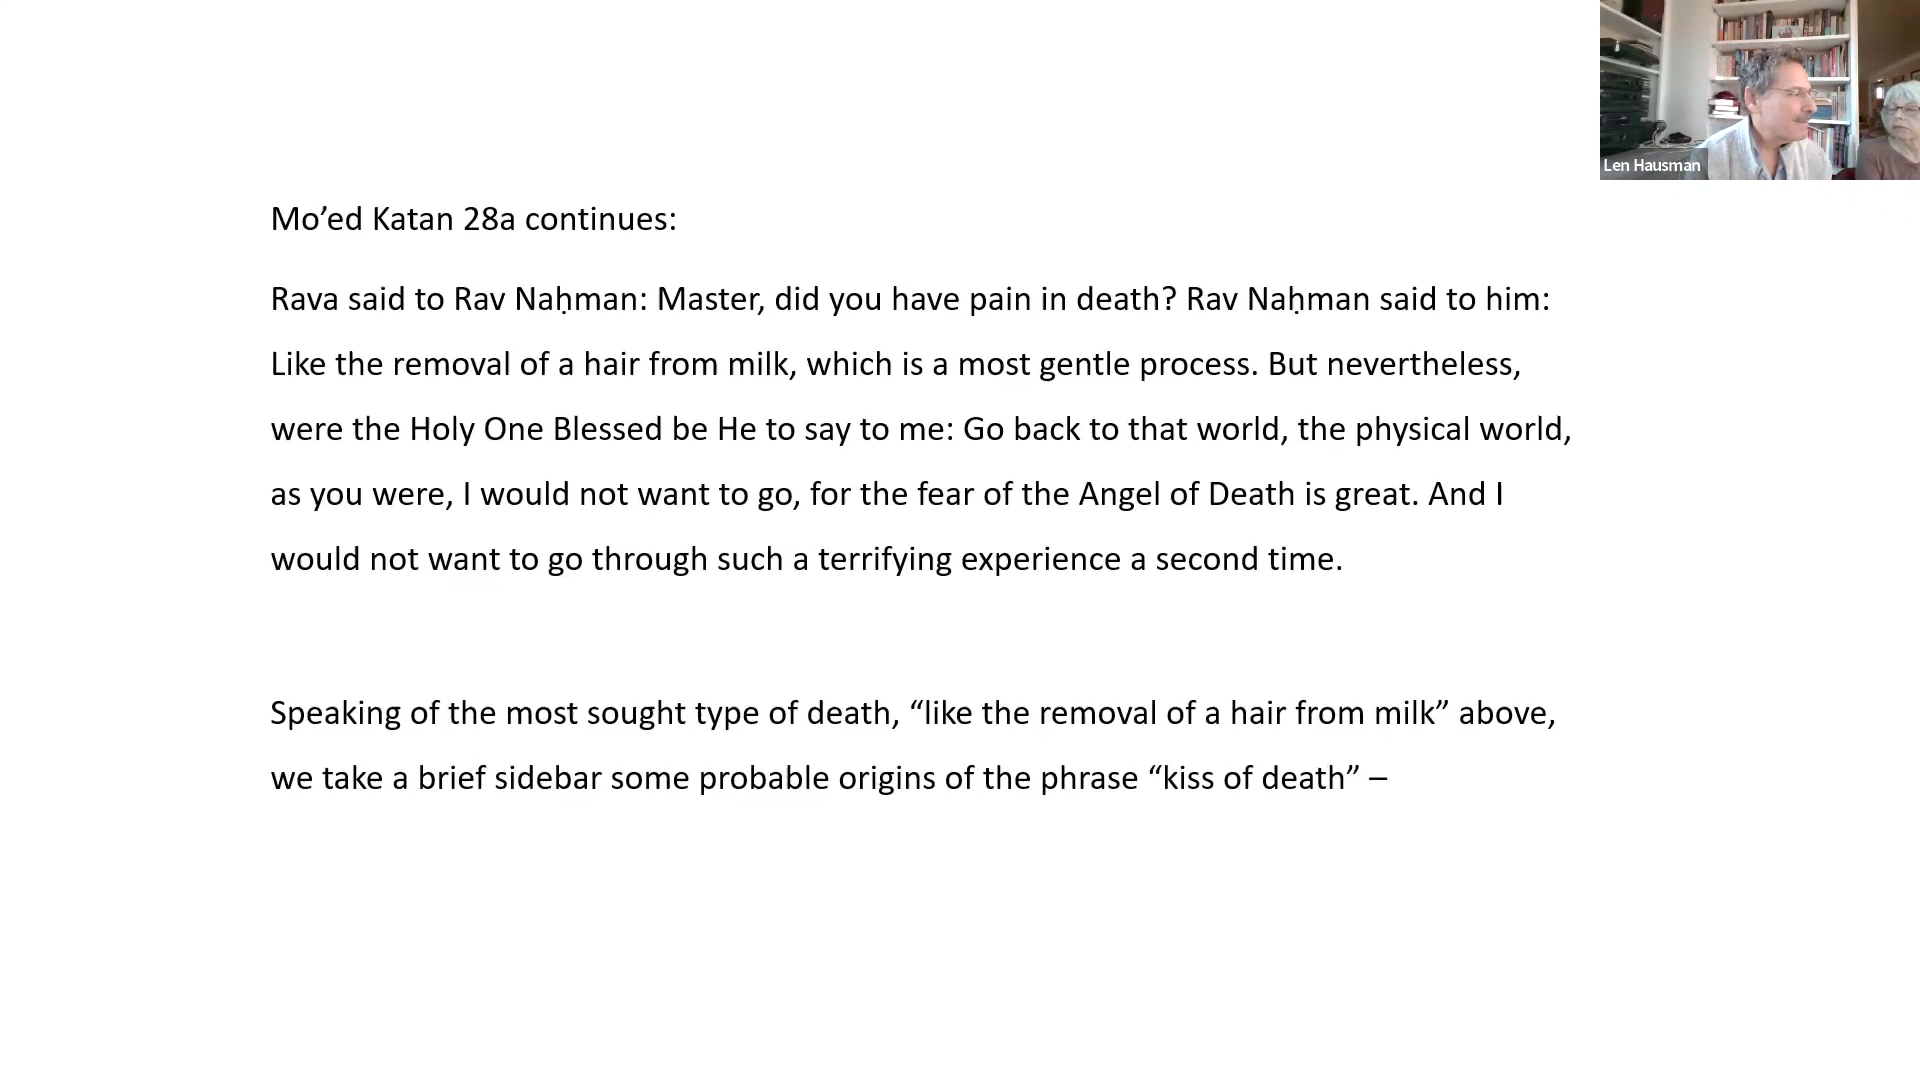 Len Hausman
Mo’ed Katan 28a continues:
Rava said to Rav Naḥman: Master, did you have pain in death? Rav Naḥman said to him:
Like the removal of a hair from milk, which is a most gentle process. But nevertheless,
were the Holy One Blessed be He to say to me: Go back to that world, the physical world,
as you were, I would not want to go, for the fear of the Angel of Death is great. And I
would not want to go through such a terrifying experience a second time.
Speaking of the most sought type of death, “like the removal of a hair from milk” above,
we take a brief sidebar some probable origins of the phrase “kiss of death” –